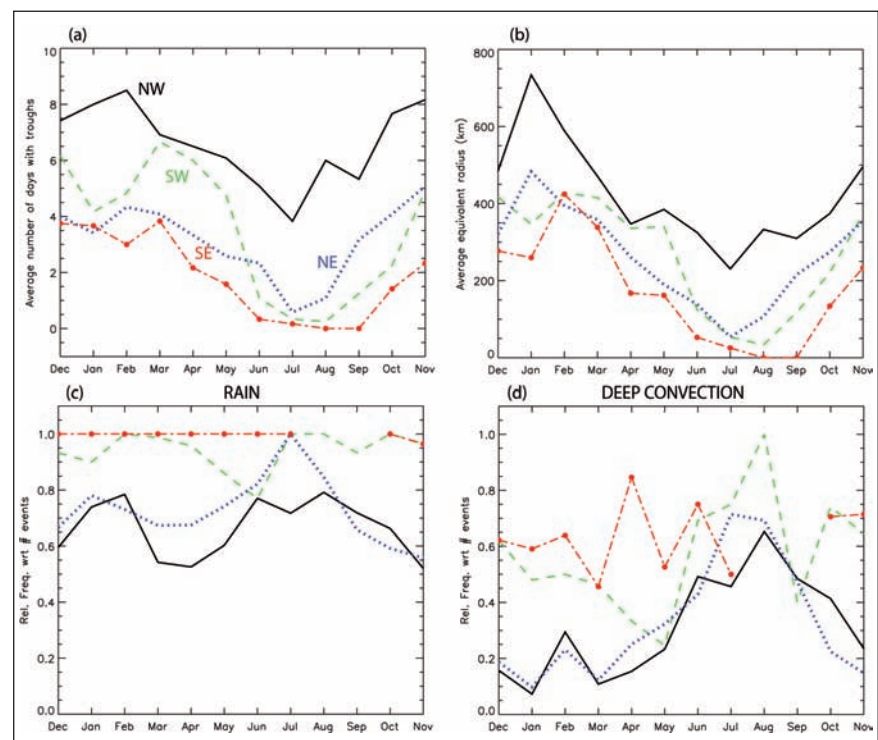 (a)
10
8
6
4
2
0
Average number of days with troughs
NW
SW
SE
NE
Dec Jan Feb Mar Apr May Jun Jul Aug Sep Oct Nov
(b)
800
600
400
200
0
Average equivalent radius (km)
Dec Jan Feb Mar Apr May Jun Jul Aug Sep Oct Nov
(c) RAIN
1.0
0.8
0.6
0.4
0.2
0.0
Rel. Freq. wrt # events
Dec Jan Feb Mar Apr May Jun Jul Aug Sep Oct Nov
(d) DEEP CONVECTION
1.0
0.8
0.6
0.4
0.2
0.0
Rel. Freq. wrt # events
Dec Jan Feb Mar Apr May Jun Jul Aug Sep Oct Nov